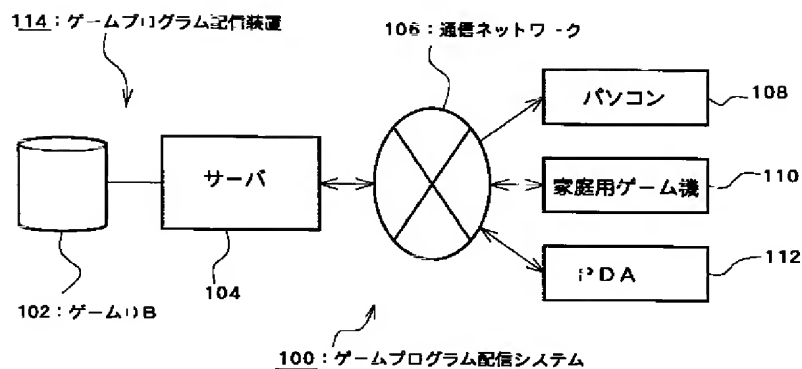 114：ゲームプログラム配信装置
106：通信ネットワーク
パソコン
108
サーバ
家庭用ゲーム機
110
PDA
112
104
102：ゲームDB
100：ゲームプログラム配信システム